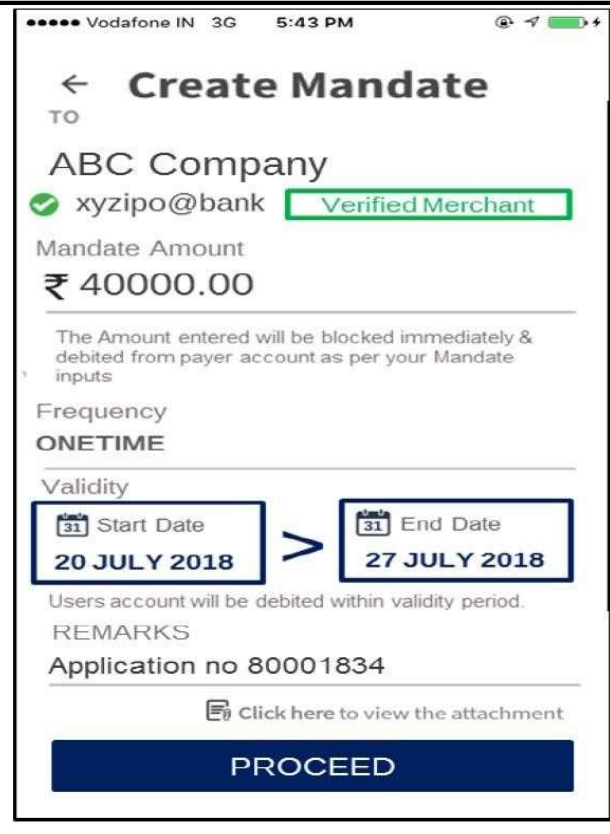 ●●●●● Vodafone IN 3G 5:43 PM
← Create Mandate
TO
ABC Company
xyzipo@bank Verified Merchant
Mandate Amount
₹ 40000.00
The Amount entered will be blocked immediately &
debited from payer account as per your Mandate
inputs
Frequency
ONETIME
Validity
31 Start Date > 31 End Date
20 JULY 2018 27 JULY 2018
Users account will be debited within validity period.
REMARKS
Application no 80001834
Click here to view the attachment
PROCEED